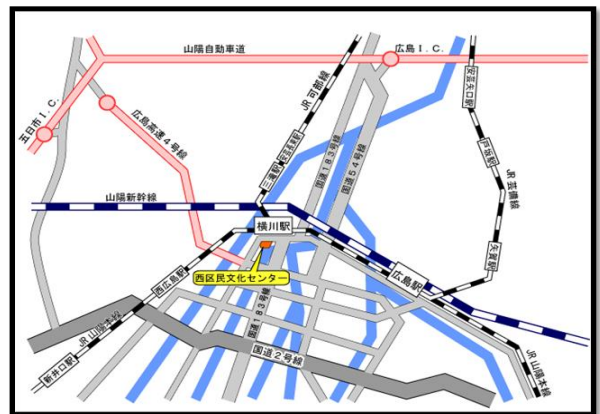 山陽自動車道
広島Ｉ.Ｃ.
五日市Ｉ.Ｃ.
広島高速4号線
JR可部線
安芸長束駅
三滝駅
国道183号線
国道54号線
安芸矢口駅
戸坂駅
JR芸備線
矢賀駅
山陽新幹線
横川駅
西区民文化センター
西広島駅
広島駅
国道183号線
JR山陽本線
国道2号線
新井口駅
JR山陽本線